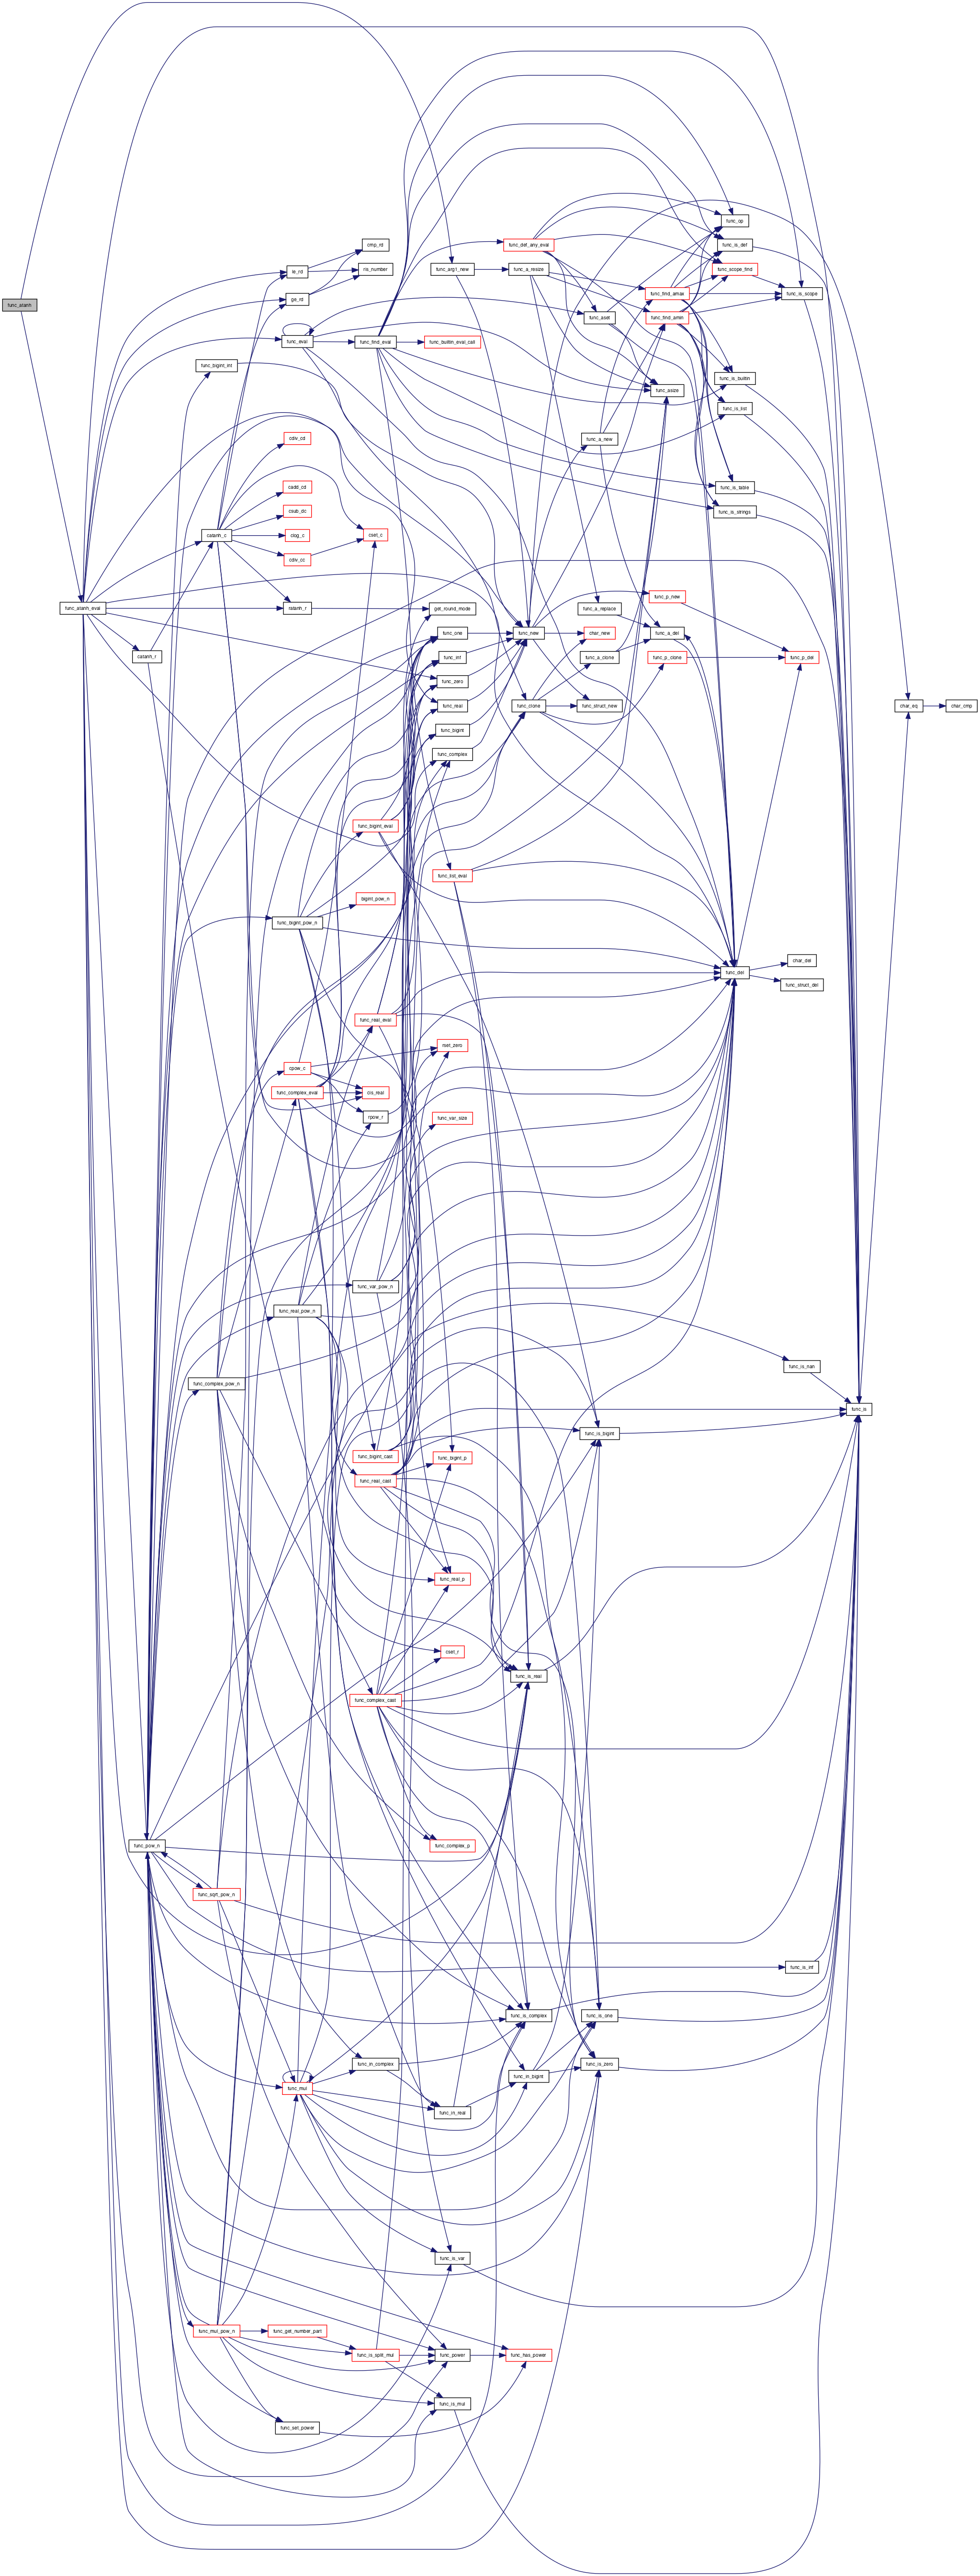 func_atanh
func_atanh_eval
catanh_r
func_pow_n
func_bigint_int
catanh_c
func_complex_pow_n
func_sqrt_pow_n
func_mul_pow_n
le_rd
ge_rd
func_eval
cdiv_cd
cadd_cd
csub_dc
clog_c
cdiv_cc
ratanh_r
func_bigint_pow_n
cpow_c
func_complex_eval
func_real_pow_n
func_mul
func_get_number_part
func_set_power
cmp_rd
ris_number
func_find_eval
cset_c
func_bigint_eval
bigint_pow_n
func_real_eval
cis_real
rpow_r
func_var_pow_n
func_bigint_cast
func_real_cast
func_complex_cast
func_in_complex
func_is_split_mul
func_arg1_new
func_builtin_eval_call
get_round_mode
func_one
func_inf
func_zero
func_real
func_bigint
func_complex
func_list_eval
rset_zero
func_var_size
func_bigint_p
func_real_p
cset_r
func_complex_p
func_in_real
func_is_var
func_power
func_is_mul
func_det_any_eval
func_a_resize
func_new
func_clone
func_is_real
func_is_complex
func_in_bigint
func_has_power
func_aset
func_a_new
func_a_replace
char_new
func_a_clone
func_struct_new
func_is_bigint
func_is_one
func_is_zero
func_find_amax
func_find_amin
func_asize
func_p_new
func_a_del
func_p_clone
func_op
func_is_def
func_scope_find
func_is_builtin
func_is_list
func_is_table
func_is_strings
func_del
func_is_scope
func_p_del
char_del
func_struct_del
func_is_nan
func_is_inf
func_is
char_eq
char_cmp